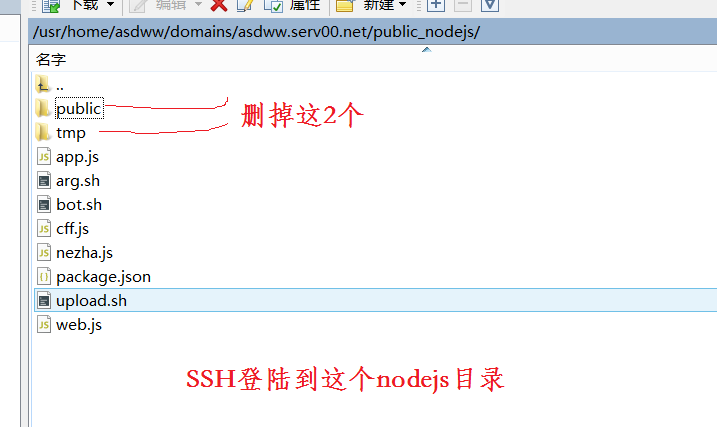 下载
编辑
属性
新建
/usr/home/asdww/domains/asdww.serv00.net/public_nodejs/
名字
..
public
删掉这2个
tmp
app.js
arg.sh
bot.sh
cff.js
nezha.js
package.json
upload.sh
web.js
SSH登陆到这个nodejs目录